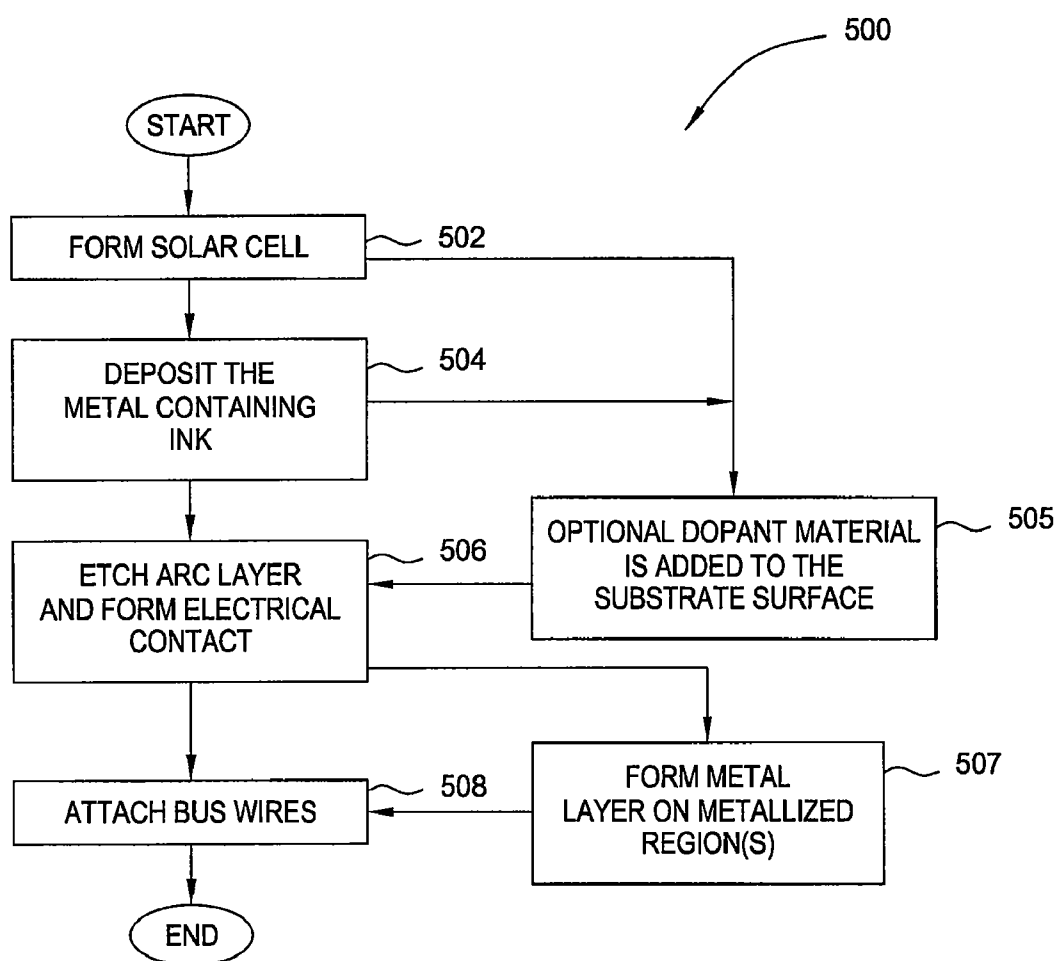 500
START
FORM SOLAR CELL
502
DEPOSIT THE
METAL CONTAINING
INK
504
OPTIONAL DOPANT MATERIAL
IS ADDED TO THE
SUBSTRATE SURFACE
505
ETCH ARC LAYER
AND FORM ELECTRICAL
CONTACT
506
FORM METAL
LAYER ON METALLIZED
REGION(S)
507
ATTACH BUS WIRES
508
END